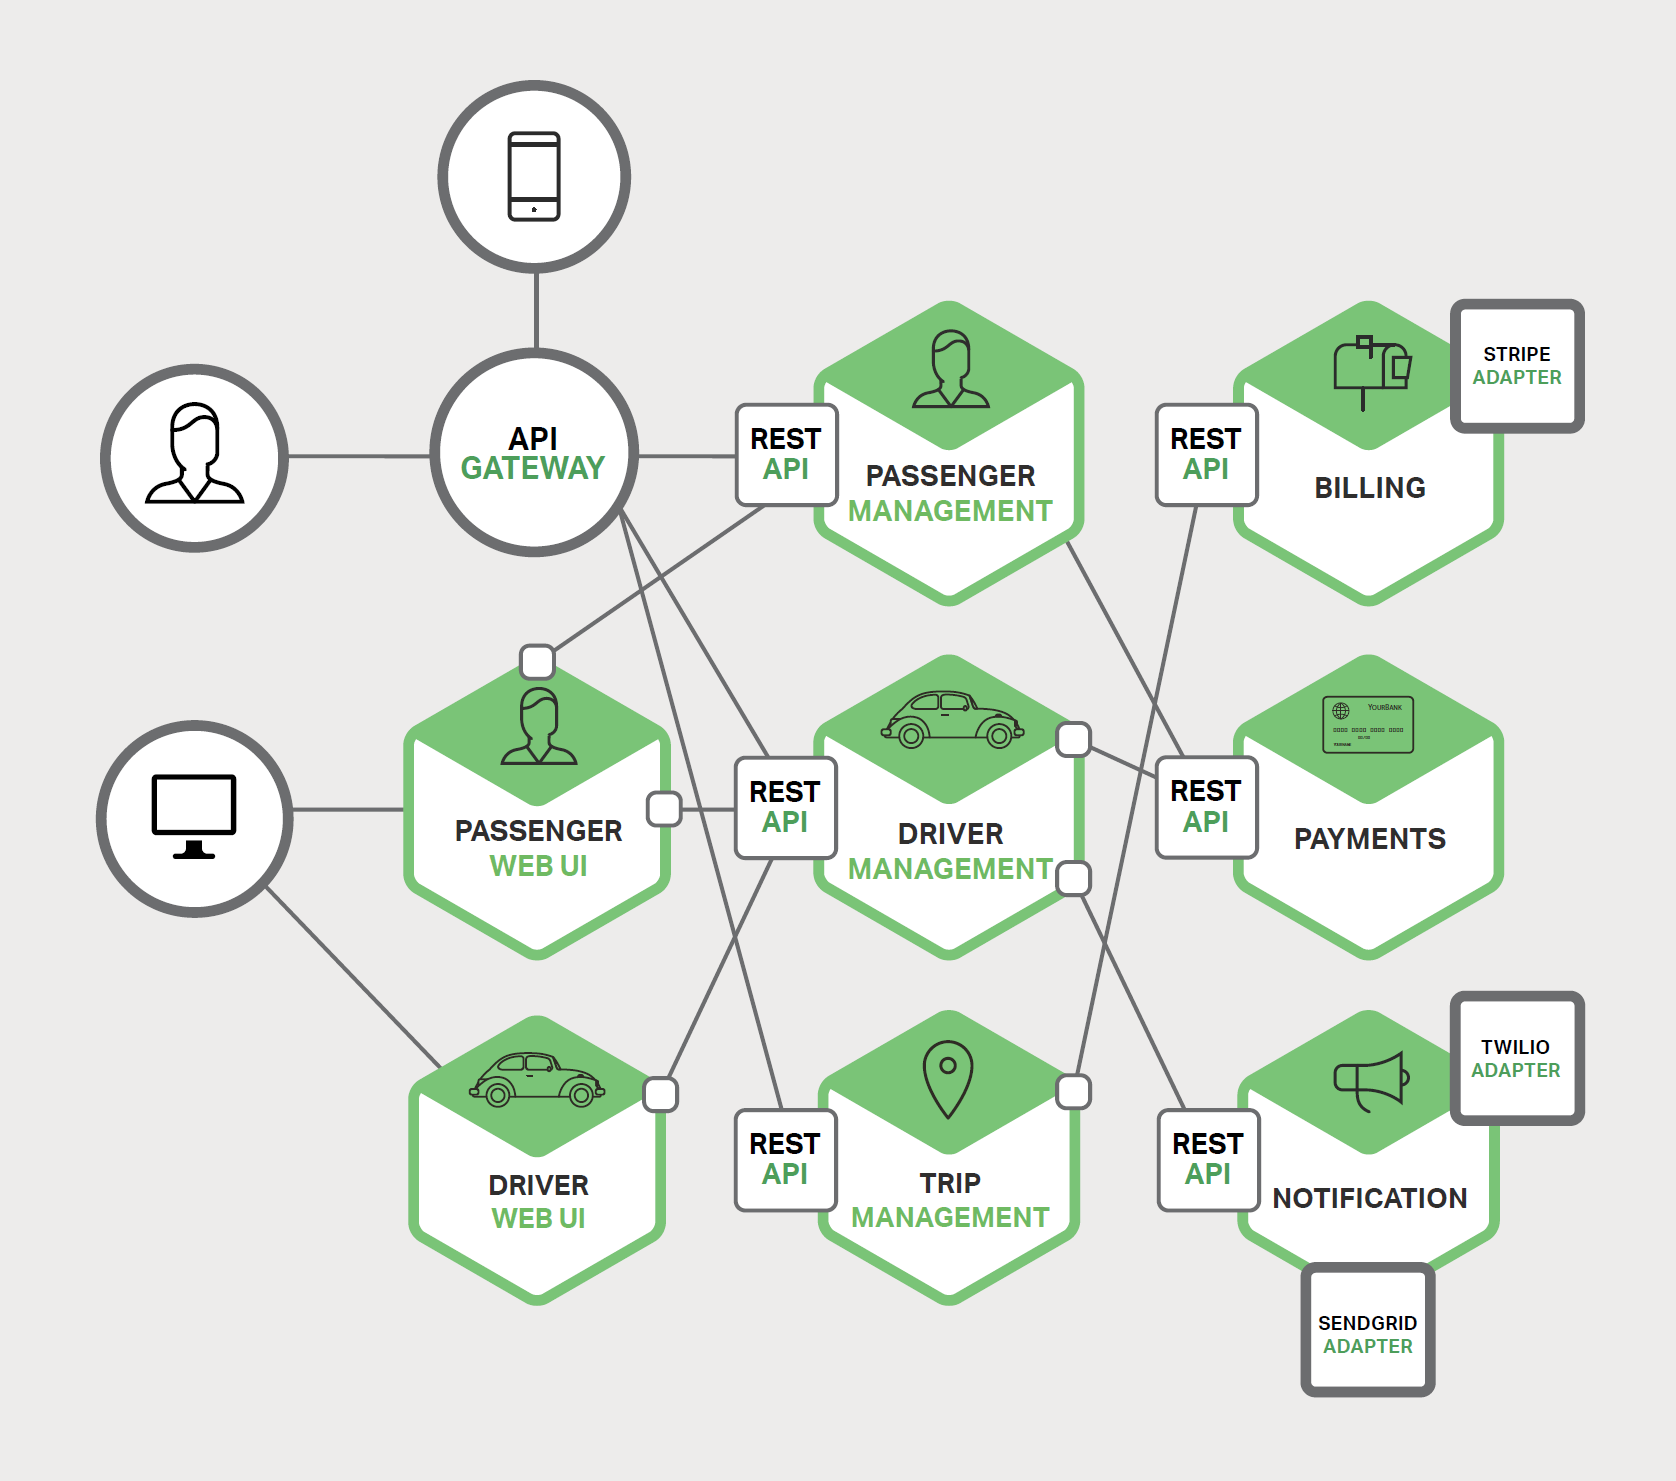 API
GATEWAY
REST
API
PASSENGER
MANAGEMENT
REST
API
BILLING
STRIPE
ADAPTER
PASSENGER
WEB UI
REST
API
DRIVER
MANAGEMENT
REST
API
YOURBANK
PAYMENTS
DRIVER
WEB UI
REST
API
TRIP
MANAGEMENT
REST
API
NOTIFICATION
TWILIO
ADAPTER
SENDGRID
ADAPTER